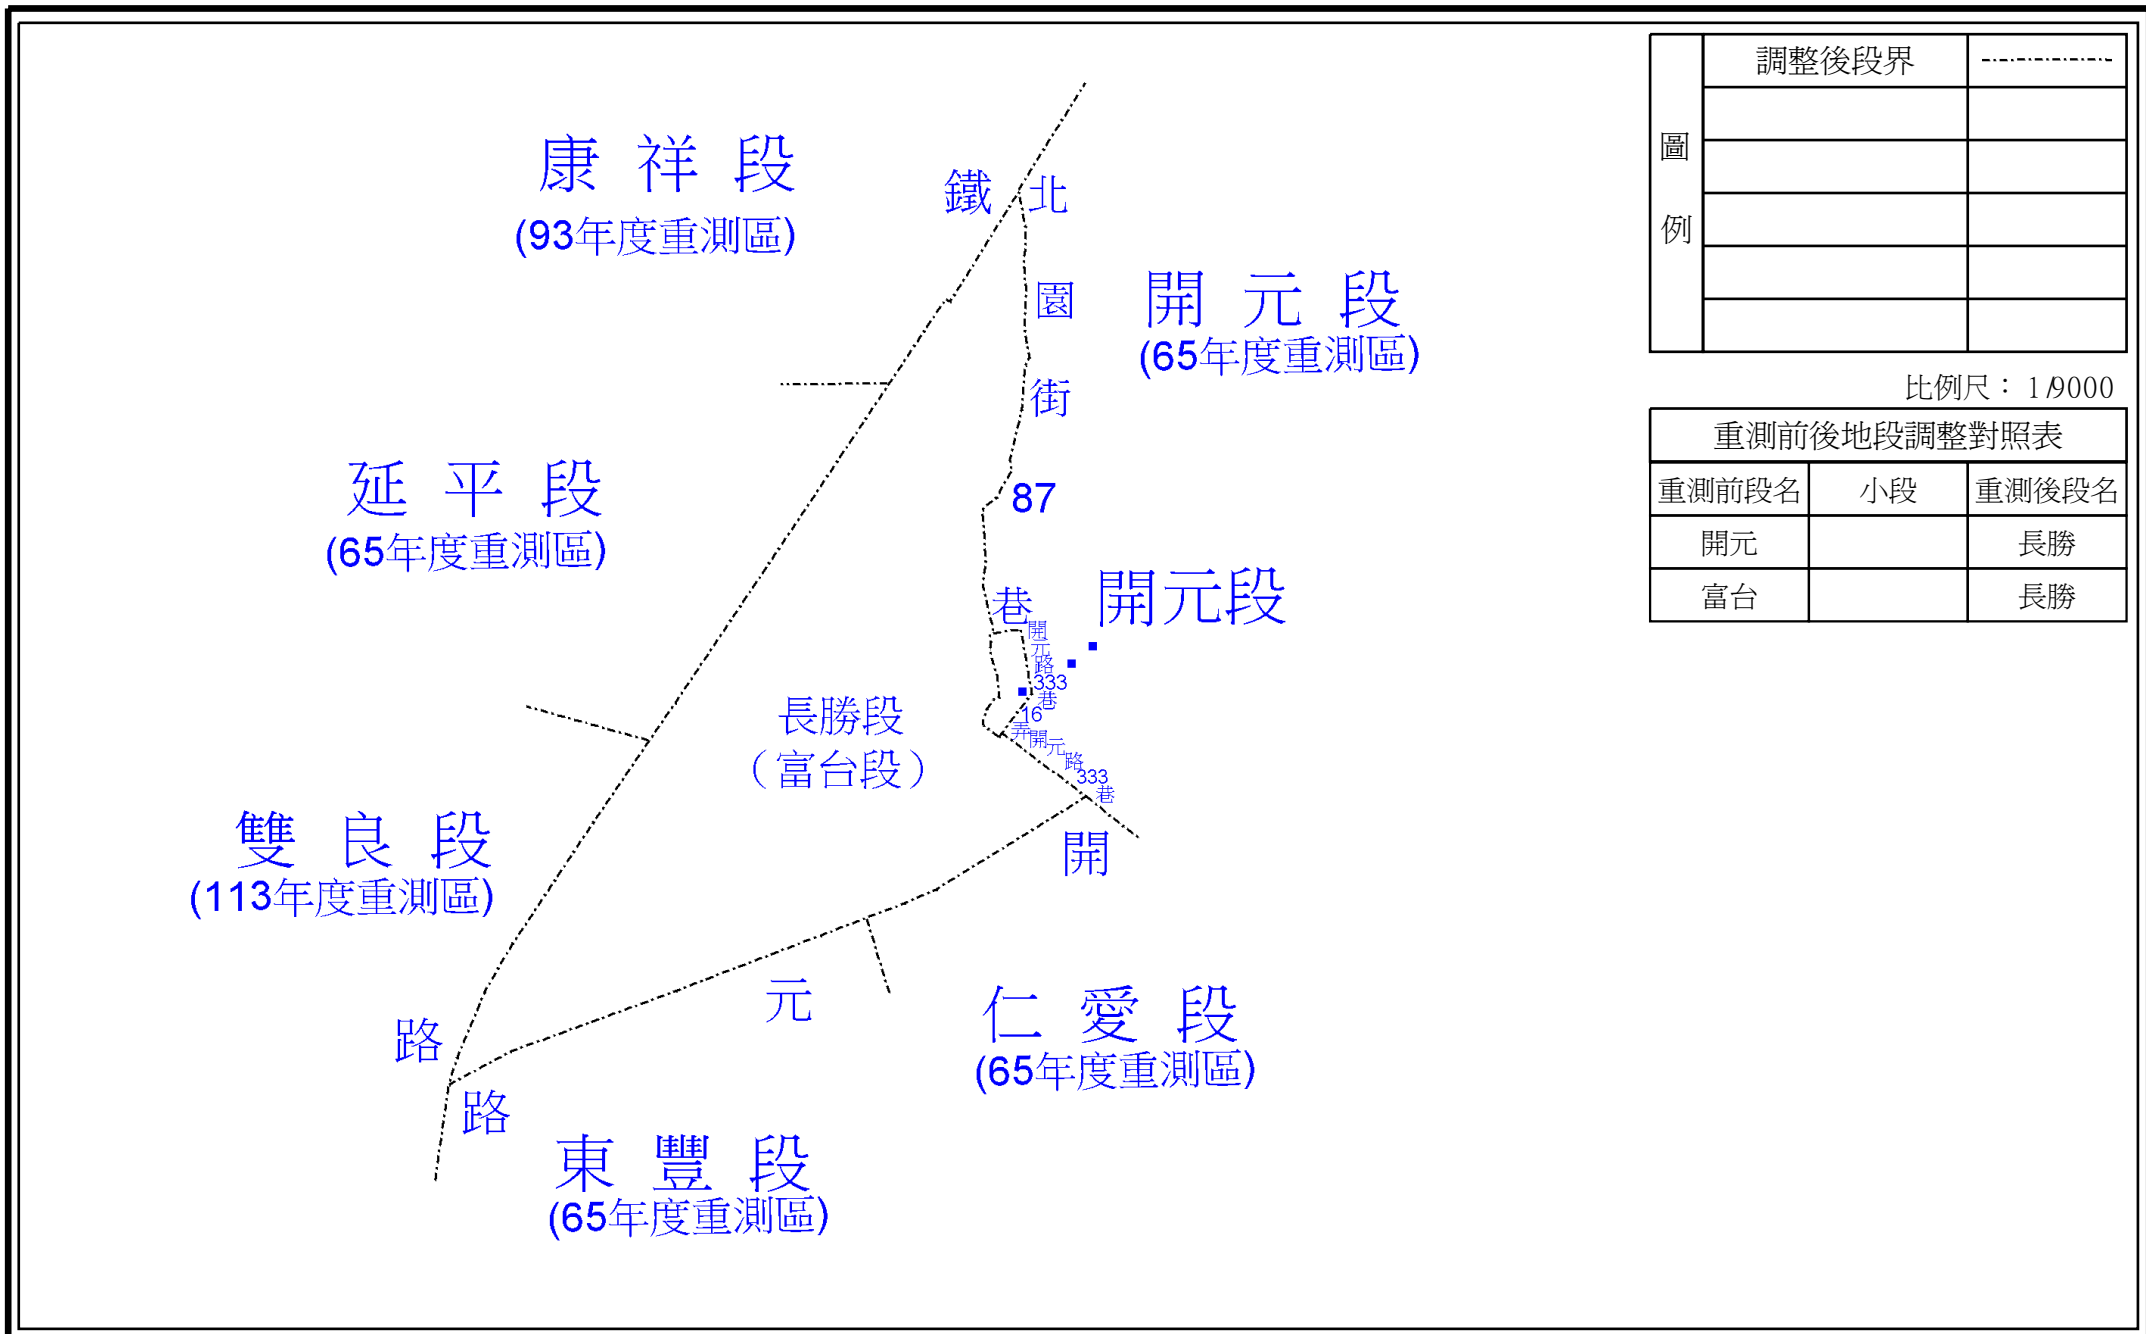 康祥段
(93年度重測區)
鐵
路
北園街87巷
開元段
(65年度重測區)
延平段
(65年度重測區)
開元段
開元路333巷16弄
開元路333巷
長勝段
（富台段）
雙良段
(113年度重測區)
開元路
仁愛段
(65年度重測區)
東豐段
(65年度重測區)
圖例
調整後段界
比例尺：1/9000
重測前後地段調整對照表
重測前段名 小段 重測後段名
開元 長勝
富台 長勝